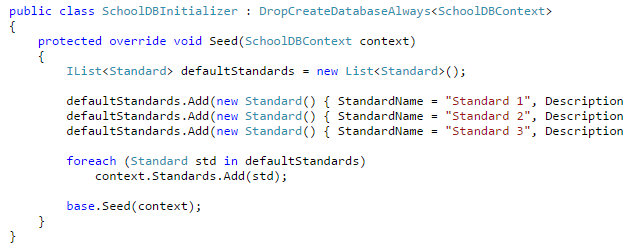 public class SchoolDBInitializer : DropCreateDatabaseAlways<SchoolDBContext>
{
    protected override void Seed(SchoolDBContext context)
    {
        IList<Standard> defaultStandards = new List<Standard>();

        defaultStandards.Add(new Standard() { StandardName = "Standard 1", Description
        defaultStandards.Add(new Standard() { StandardName = "Standard 2", Description
        defaultStandards.Add(new Standard() { StandardName = "Standard 3", Description

        foreach (Standard std in defaultStandards)
            context.Standards.Add(std);

        base.Seed(context);
    }
}